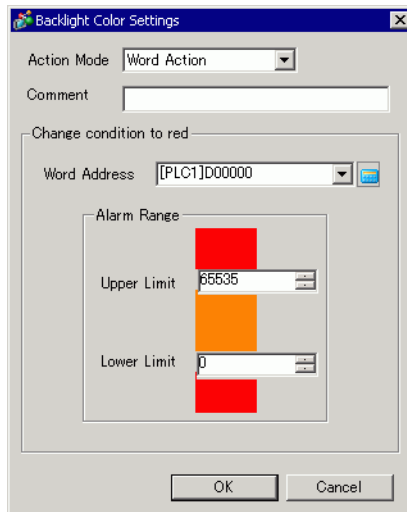 Backlight Color Settings
Action Mode Word Action
Comment
Change condition to red
Word Address [PLC1]D00000
Alarm Range
Upper Limit 65535
Lower Limit 0
OK Cancel